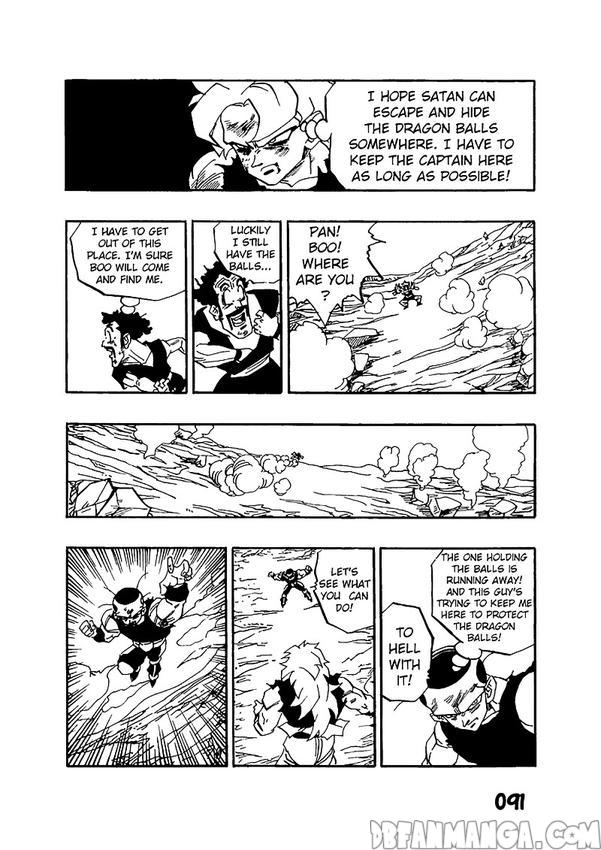 I HOPE SATAN CAN
ESCAPE AND HIDE
THE DRAGON BALLS
SOMEWHERE. I HAVE TO
KEEP THE CAPTAIN HERE
AS LONG AS POSSIBLE!
PAN!
BOO!
WHERE
ARE YOU
?
LUCKILY
I STILL
HAVE THE
BALLS...
I HAVE TO GET
OUT OF THIS
PLACE. I'M SURE
BOO WILL COME
AND FIND ME.
THE ONE HOLDING
THE BALLS IS
RUNNING AWAY!
AND THIS GUY'S
TRYING TO KEEP ME
HERE TO PROTECT
THE DRAGON
BALLS!
TO
HELL
WITH
IT!
LET'S
SEE WHAT
YOU CAN
DO!
091
DBFANMANGA.COM